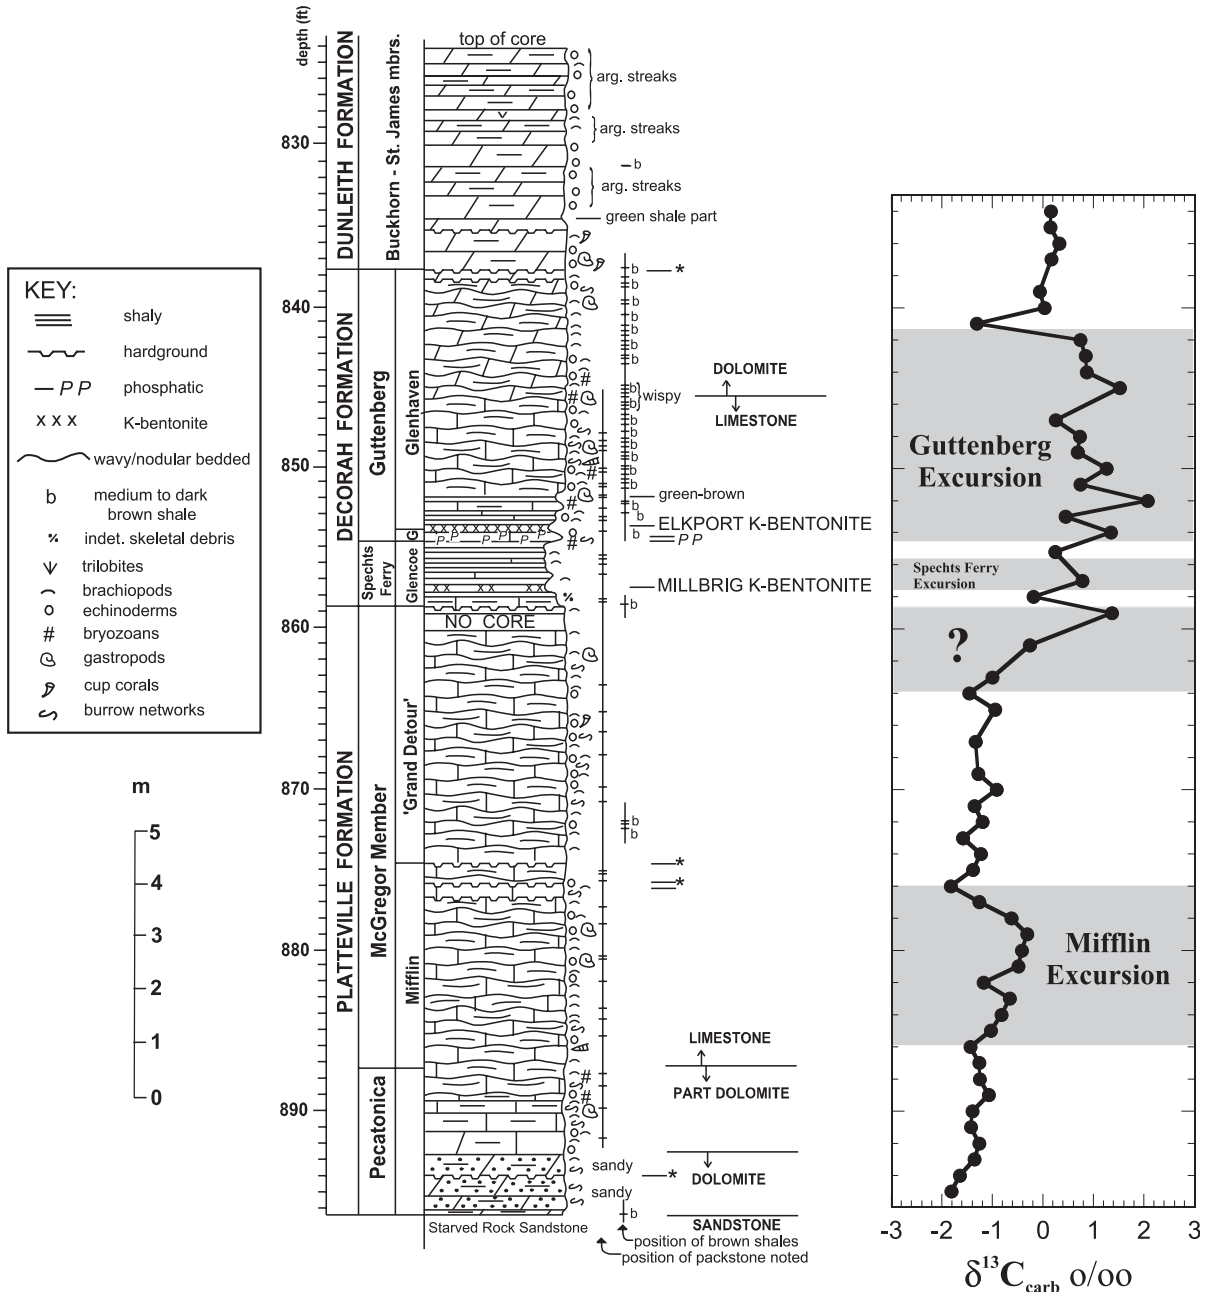 depth (ft)
top of core
DUNLEITH FORMATION
Buckhorn - St. James mbrs.
arg. streaks
830
arg. streaks
b
arg. streaks
green shale part
b
*
KEY:
shaly
hardground
P P
phosphatic
x x x
K-bentonite
wavy/nodular bedded
b
medium to dark
brown shale
indet. skeletal debris
trilobites
brachiopods
echinoderms
#
bryozoans
gastropods
cup corals
burrow networks
840
DECORAH FORMATION
Guttenberg
Glenhaven
DOLOMITE
wispy
LIMESTONE
850
green-brown
ELKPORT K-BENTONITE
G
P P
Spechts
Ferry
Glencoe
MILLBRIG K-BENTONITE
860
NO CORE
PLATTEVILLE FORMATION
McGregor Member
'Grand Detour'
870
b
b
*
*
Mifflin
880
LIMESTONE
PART DOLOMITE
890
Pecatonica
sandy
*
DOLOMITE
sandy
b
SANDSTONE
Starved Rock Sandstone
position of brown shales
position of packstone noted
m
5
4
3
2
1
0
Guttenberg
Excursion
Spechts Ferry
Excursion
?
Mifflin
Excursion
-3 -2 -1 0 1 2 3
δ13Ccarb o/oo